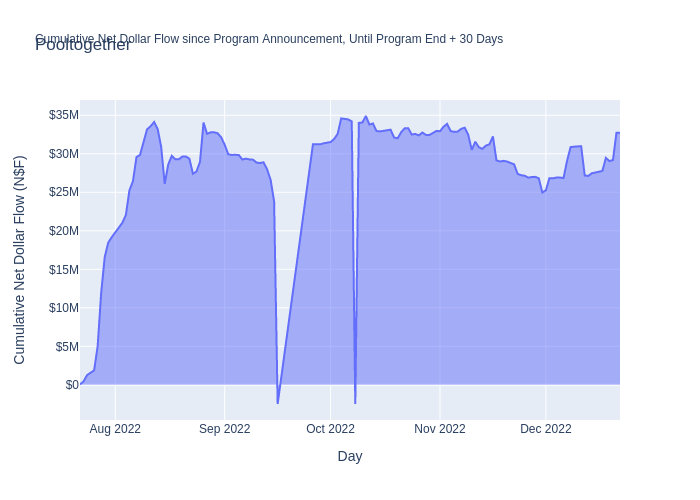 Cumulative Net Dollar Flow since Program Announcement, Until Program End + 30 Days
Pooltogether
$35M
$30M
$25M
$20M
$15M
$10M
$5M
$0
Cumulative Net Dollar Flow (N$F)
Aug 2022
Sep 2022
Oct 2022
Nov 2022
Dec 2022
Day